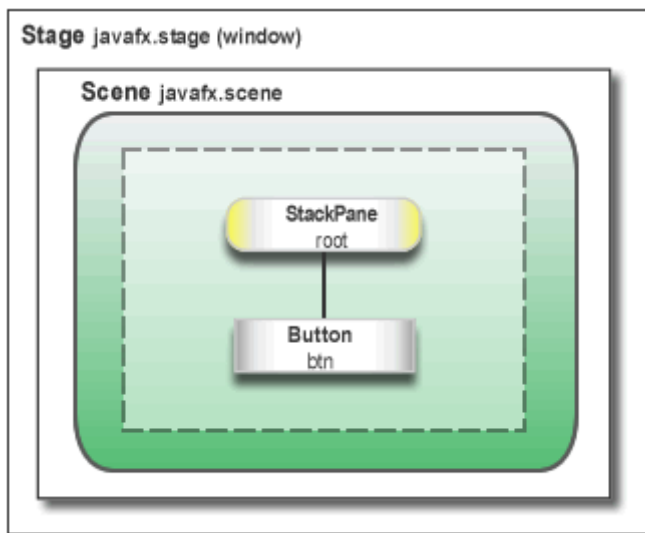 Stage javafx.stage (window)
Scene javafx.scene
StackPane
root
Button
btn